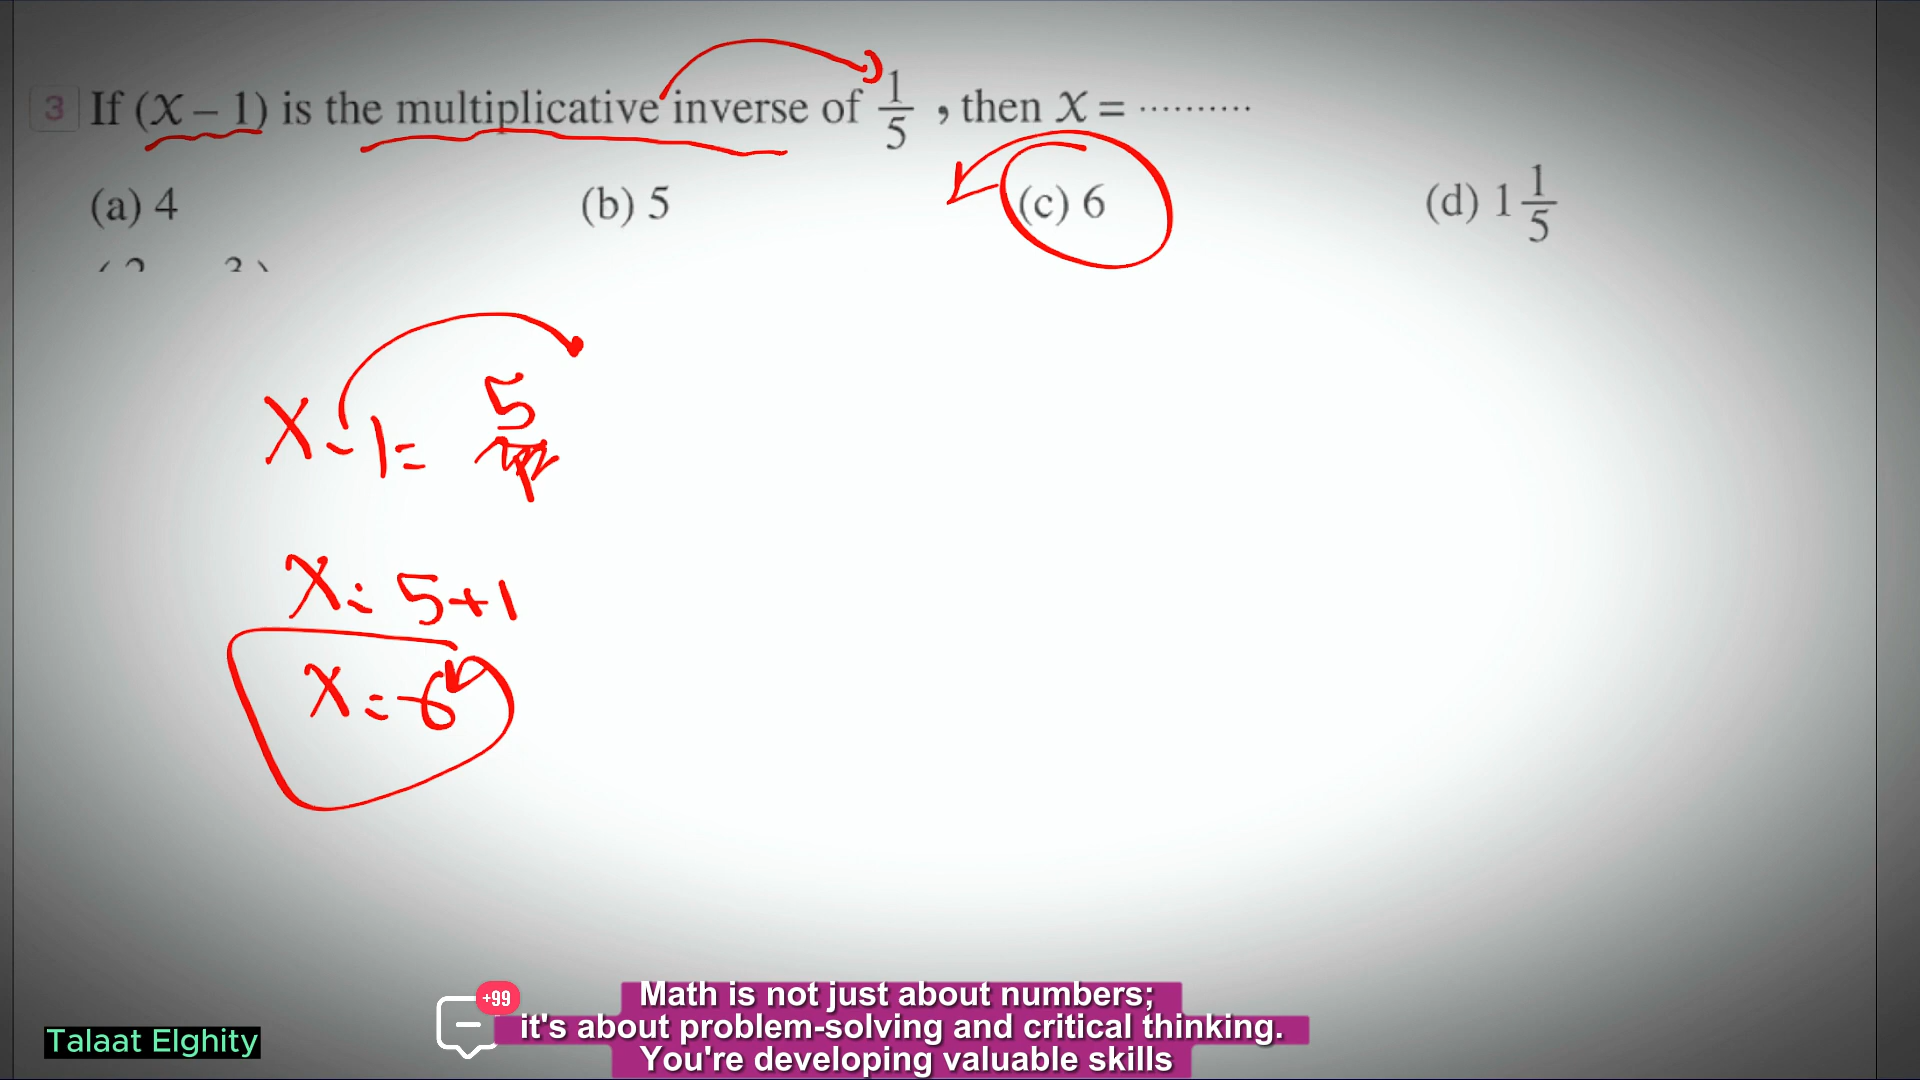 3 If (X – 1) is the multiplicative inverse of 1/5 , then X = ..........
(a) 4 (b) 5 (c) 6 (d) 1 1/5
X - 1 = 5
X = 5+1
X = 6
+99
Math is not just about numbers;
it's about problem-solving and critical thinking.
You're developing valuable skills
Talaat Elghity